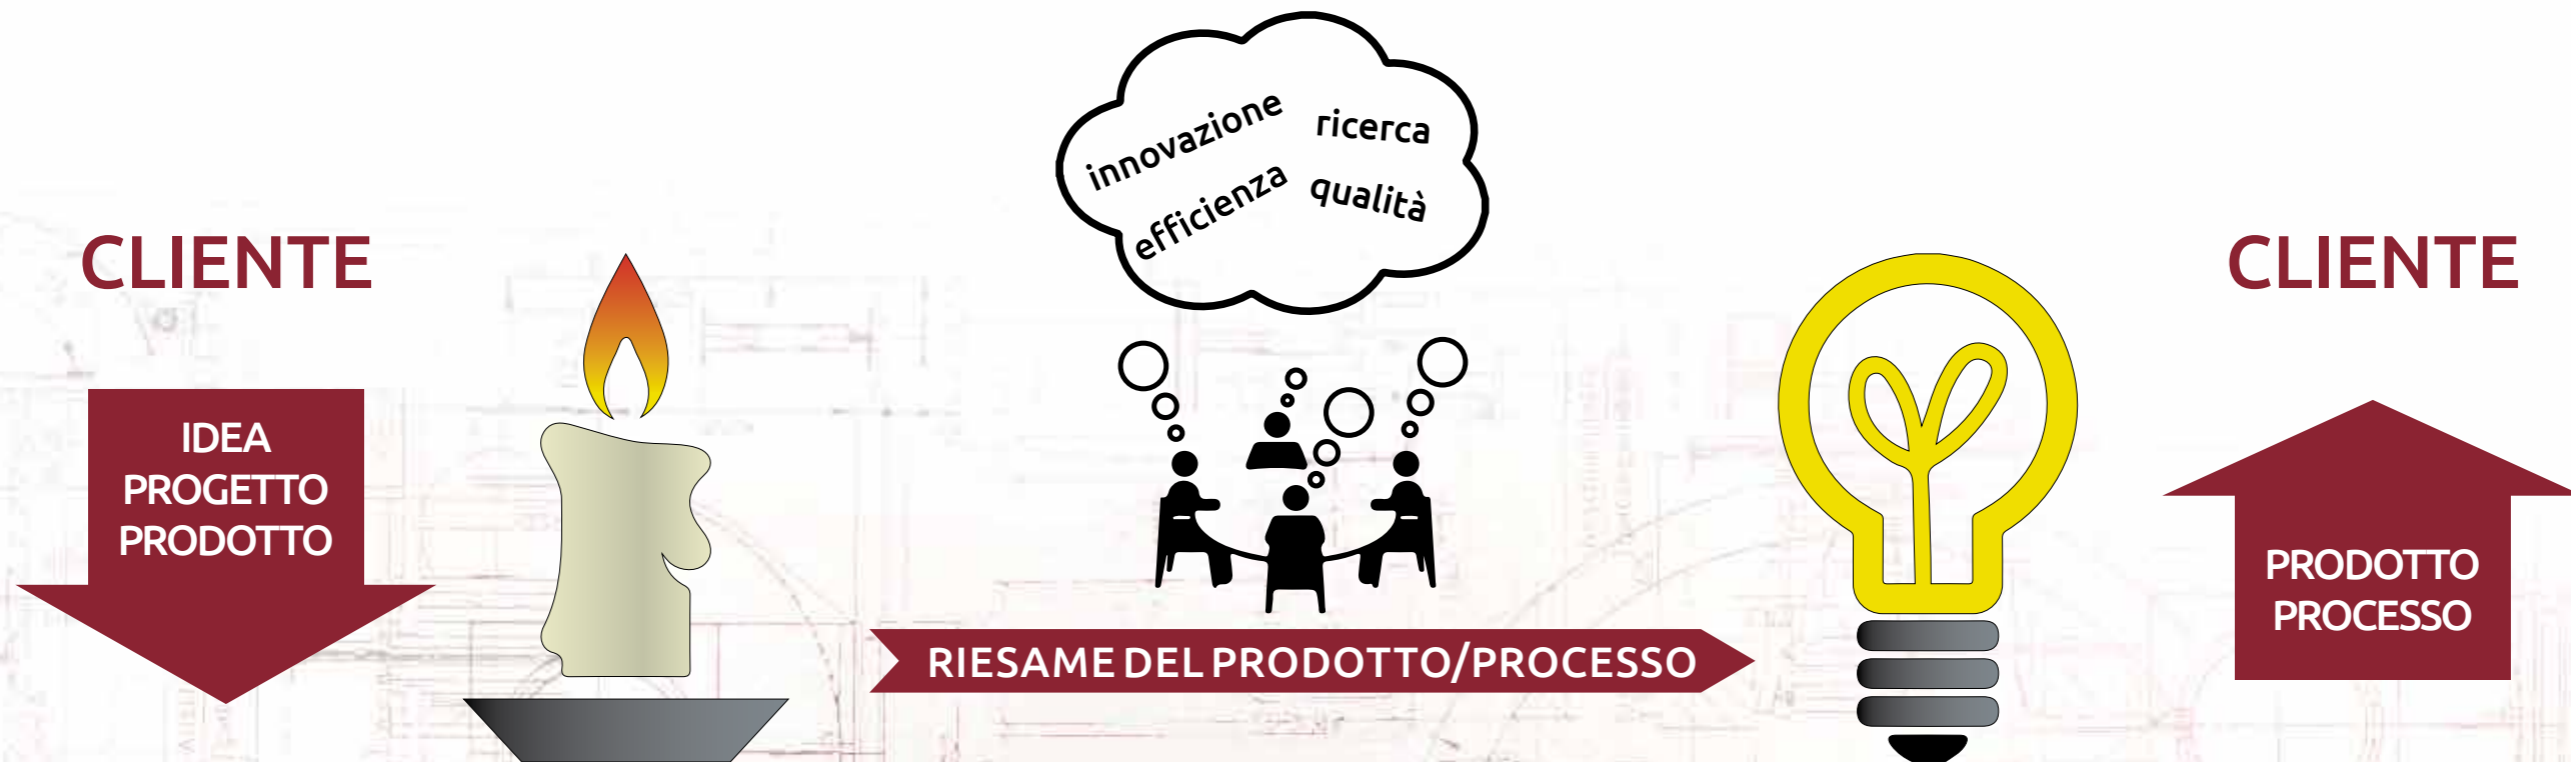 CLIENTE
IDEA
PROGETTO
PRODOTTO
innovazione
ricerca
efficienza
qualità
RIESAME DEL PRODOTTO/PROCESSO
CLIENTE
PRODOTTO
PROCESSO